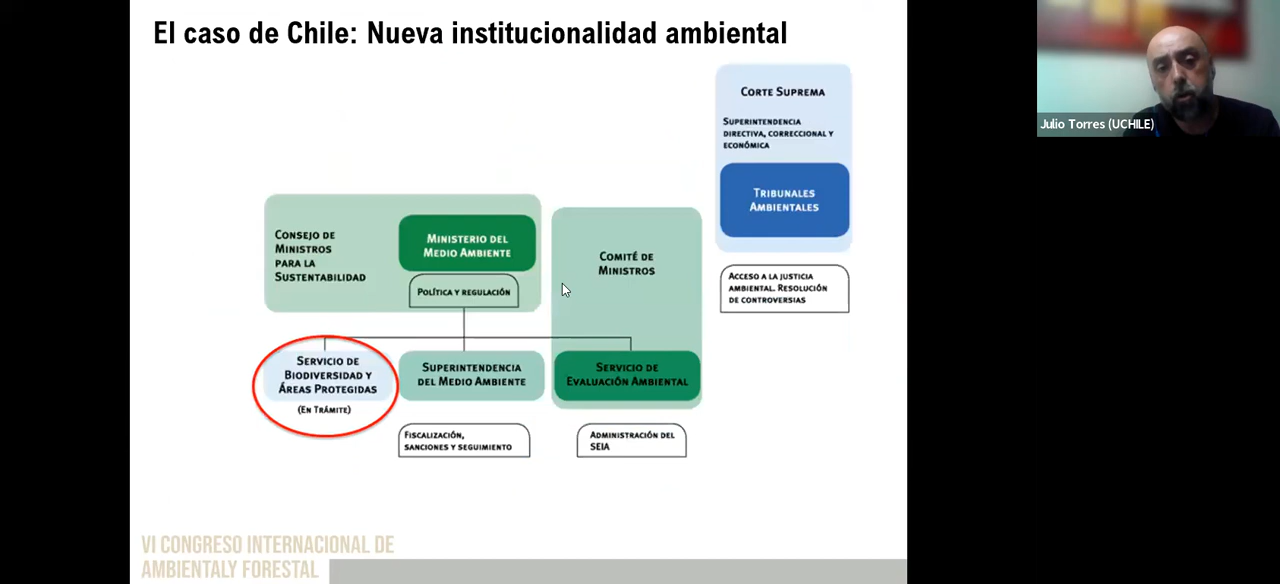 El caso de Chile: Nueva institucionalidad ambiental
CORTE SUPREMA
SUPERINTENDENCIA
DIRECTIVA, CORRECCIONAL Y
ECONÓMICA
TRIBUNALES
AMBIENTALES
ACCESO A LA JUSTICIA
AMBIENTAL. RESOLUCIÓN
DE CONTROVERSIAS
CONSEJO DE
MINISTROS
PARA LA
SUSTENTABILIDAD
MINISTERIO DEL
MEDIO AMBIENTE
POLÍTICA Y REGULACIÓN
COMITÉ DE
MINISTROS
SERVICIO DE
BIODIVERSIDAD Y
ÁREAS PROTEGIDAS
(EN TRÁMITE)
SUPERINTENDENCIA
DEL MEDIO AMBIENTE
FISCALIZACIÓN,
SANCIONES Y SEGUIMIENTO
SERVICIO DE
EVALUACIÓN AMBIENTAL
ADMINISTRACIÓN DEL
SEIA
VI CONGRESO INTERNACIONAL DE
AMBIENTALY FORESTAL
Julio Torres (UCHILE)